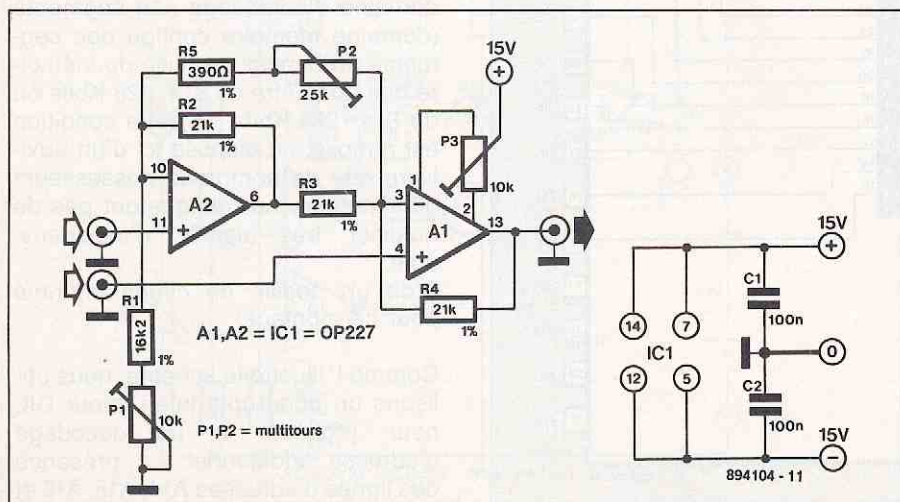 R5
390Ω
1%
P2
25k
15V
+
R2
21k
1%
P3
10k
10
−
A2
6
11
+
R3
21k
1%
1
3
−
2
A1
13
4
+
R4
21k
1%
R1
16k2
1%
P1
10k
A1,A2 = IC1 = OP227
P1,P2 = multitours
15V
+
C1
100n
14
7
IC1
0
12
5
C2
100n
15V
−
894104 - 11